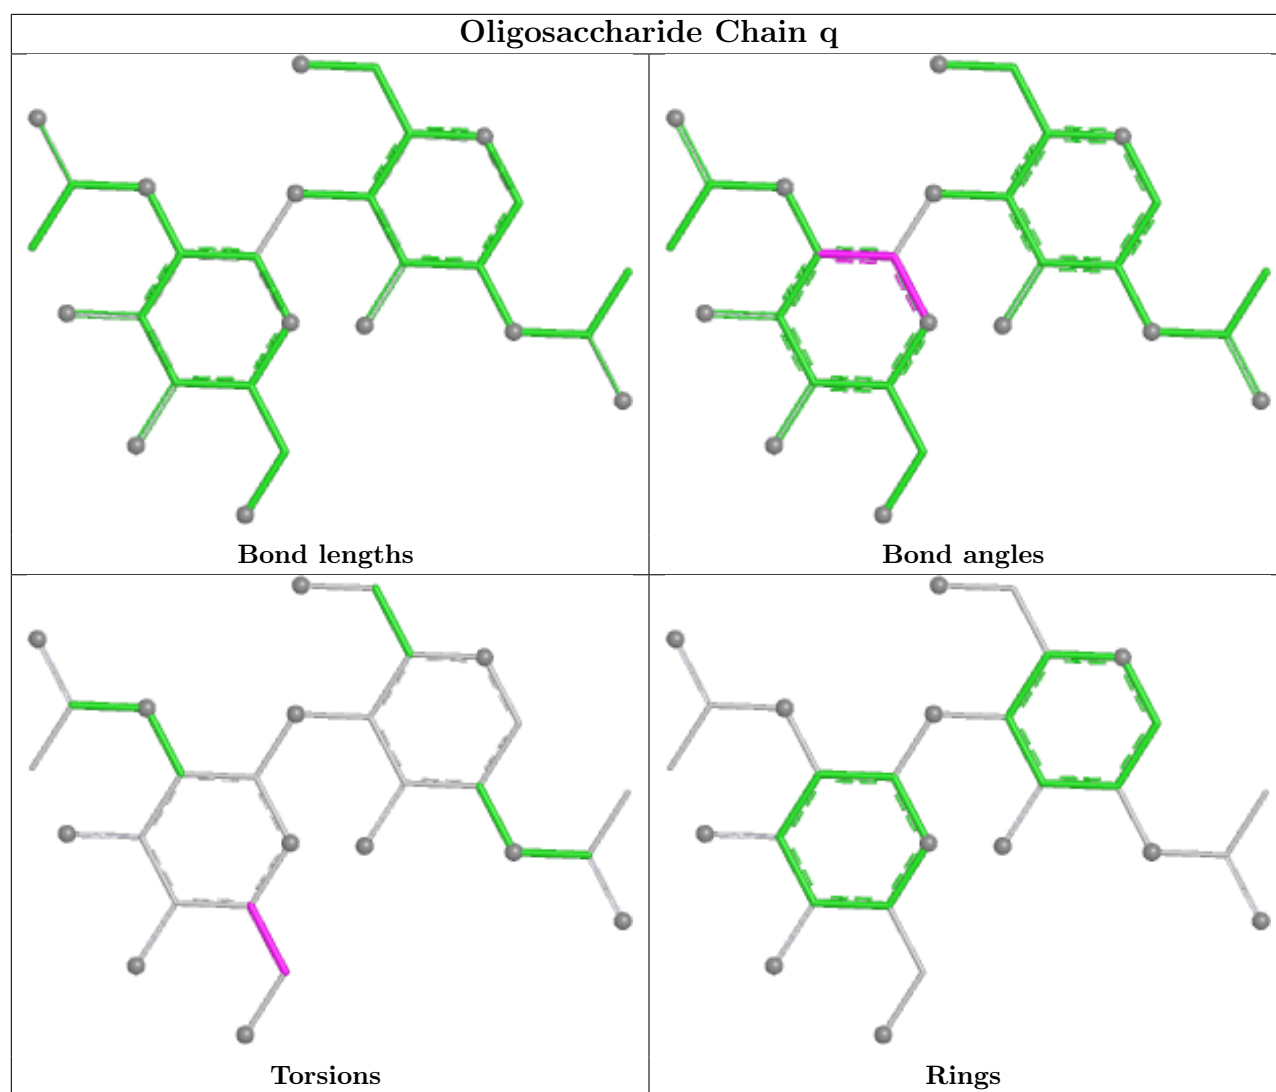 Oligosaccharide Chain q
Bond lengths
Bond angles
Torsions
Rings